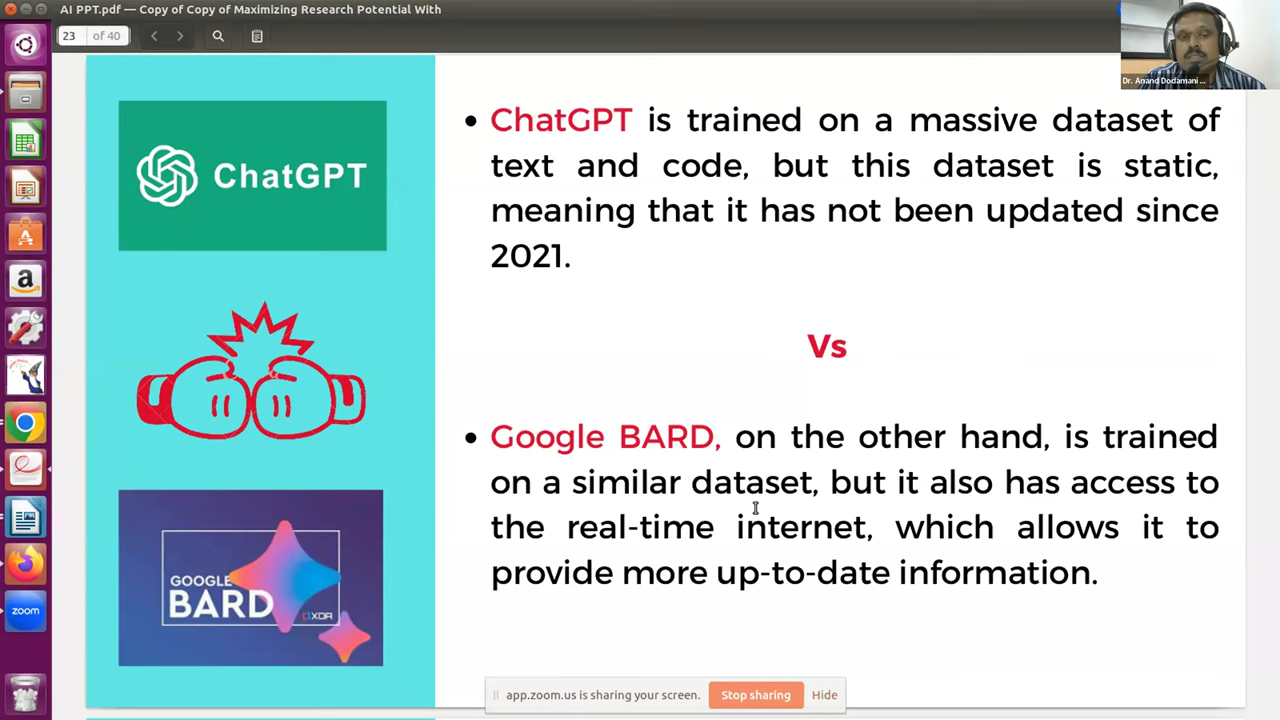 AI PPT.pdf — Copy of Copy of Maximizing Research Potential With
23 of 40
Dr. Anand Dodamani ...
ChatGPT
• ChatGPT is trained on a massive dataset of
text and code, but this dataset is static,
meaning that it has not been updated since
2021.
Vs
• Google BARD, on the other hand, is trained
on a similar dataset, but it also has access to
the real-time internet, which allows it to
provide more up-to-date information.
GOOGLE
BARD
XDA
zoom
app.zoom.us is sharing your screen. Stop sharing Hide